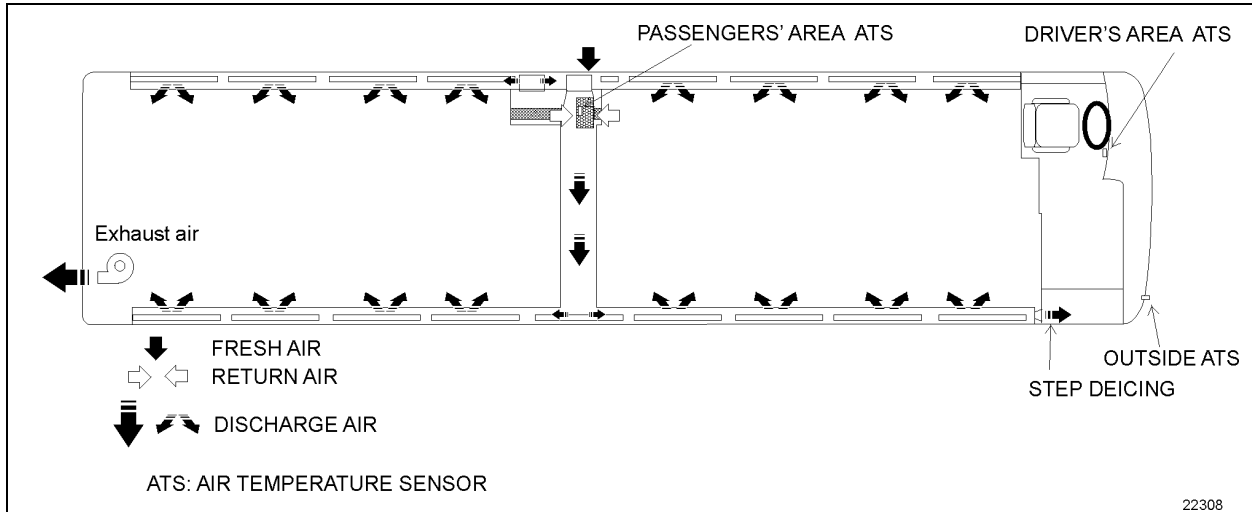 PASSENGERS' AREA ATS
DRIVER'S AREA ATS
Exhaust air
OUTSIDE ATS
STEP DEICING
FRESH AIR
RETURN AIR
DISCHARGE AIR
ATS: AIR TEMPERATURE SENSOR
22308